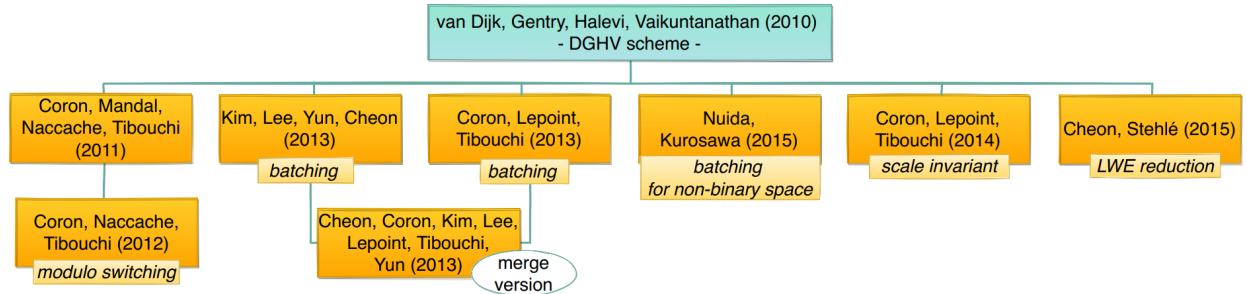 van Dijk, Gentry, Halevi, Vaikuntanathan (2010)
- DGHV scheme -
Coron, Mandal,
Naccache, Tibouchi
(2011)
Kim, Lee, Yun, Cheon
(2013)
batching
Coron, Lepoint,
Tibouchi (2013)
batching
Nuida,
Kurosawa (2015)
batching
for non-binary space
Coron, Lepoint,
Tibouchi (2014)
scale invariant
Cheon, Stehlé (2015)
LWE reduction
Coron, Naccache,
Tibouchi (2012)
modulo switching
Cheon, Coron, Kim, Lee,
Lepoint, Tibouchi,
Yun (2013)
merge
version